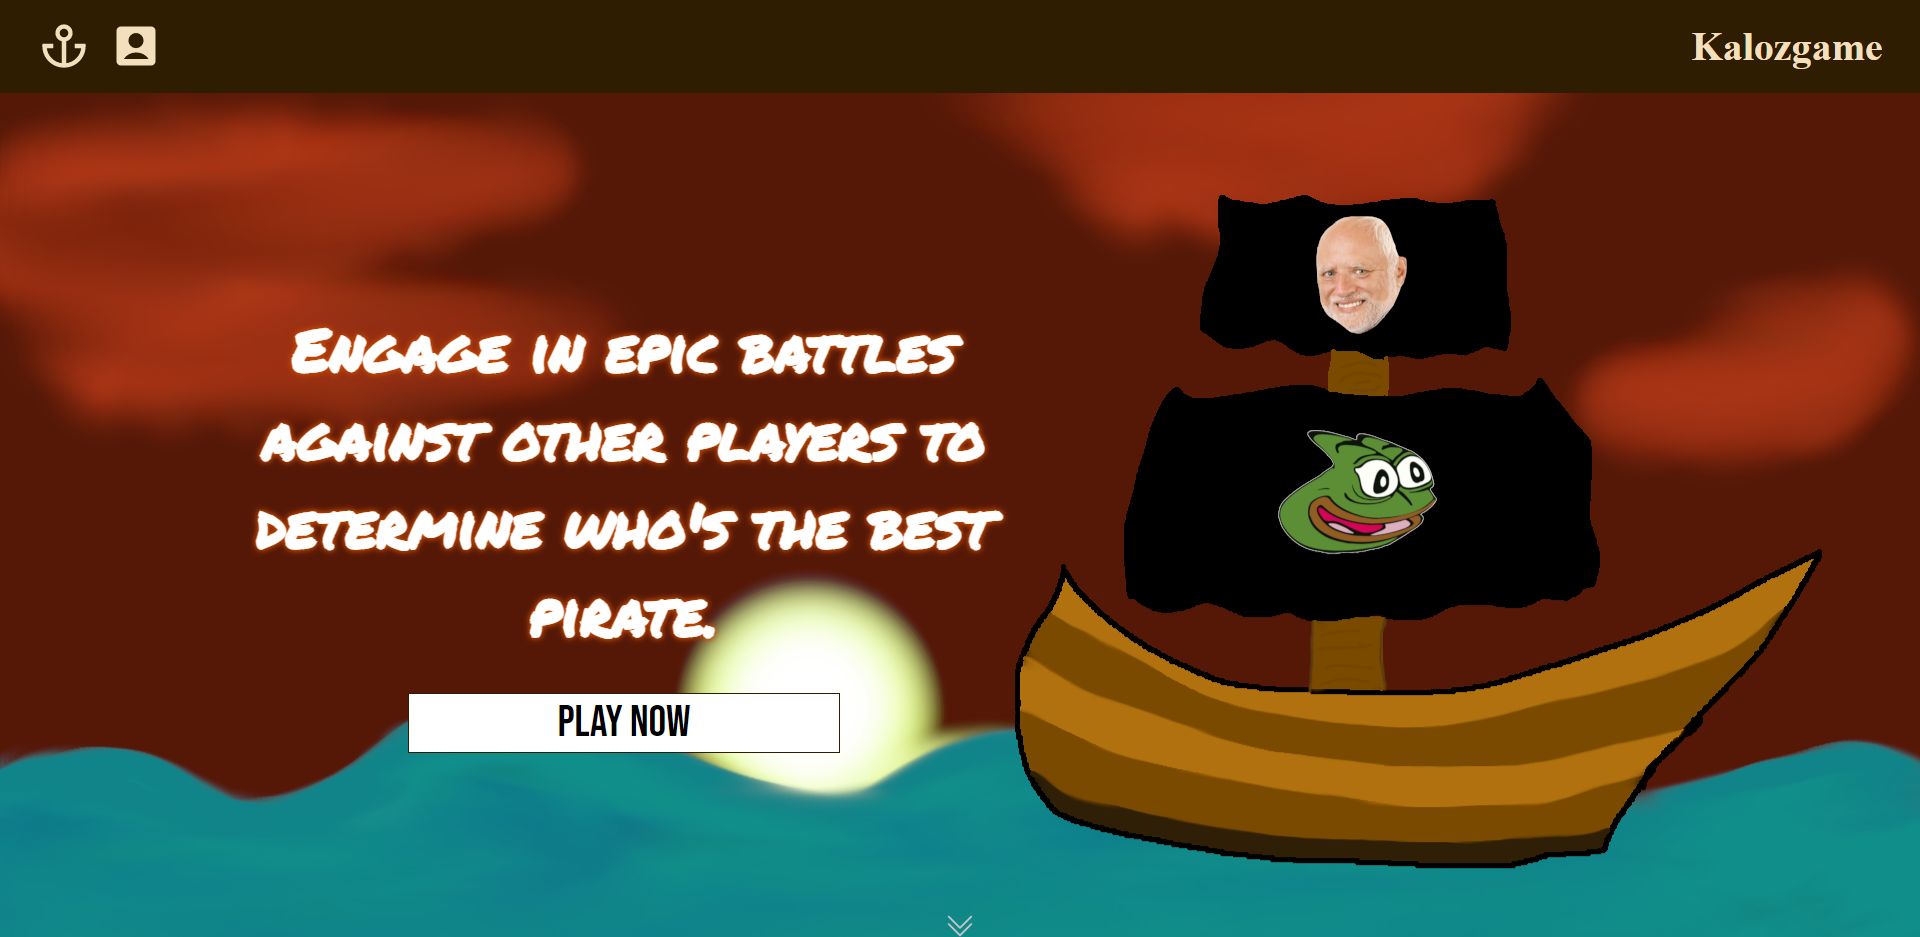 Kalozgame
Engage in epic battles
against other players to
determine who's the best
pirate.
PLAY NOW